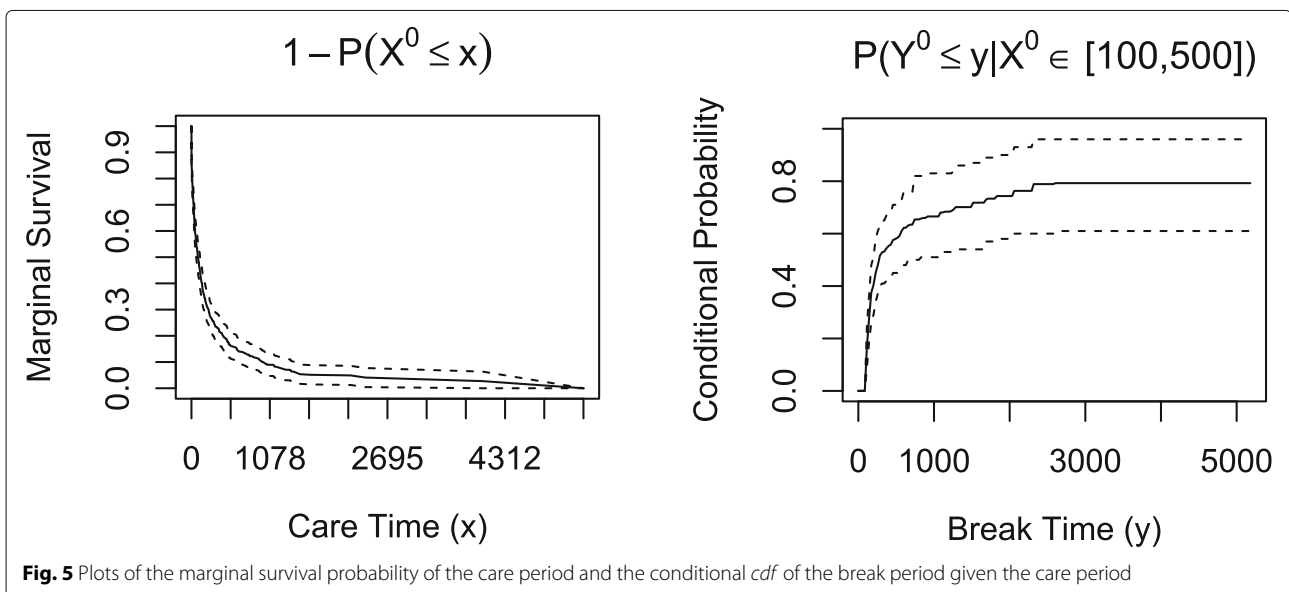 1 – P(X⁰ ≤ x)
Marginal Survival
0.9
0.6
0.3
0.0
0 1078 2695 4312
Care Time (x)
P(Y⁰ ≤ y|X⁰ ∈ [100,500])
Conditional Probability
0.8
0.4
0.0
0 1000 3000 5000
Break Time (y)
Fig. 5 Plots of the marginal survival probability of the care period and the conditional cdf of the break period given the care period